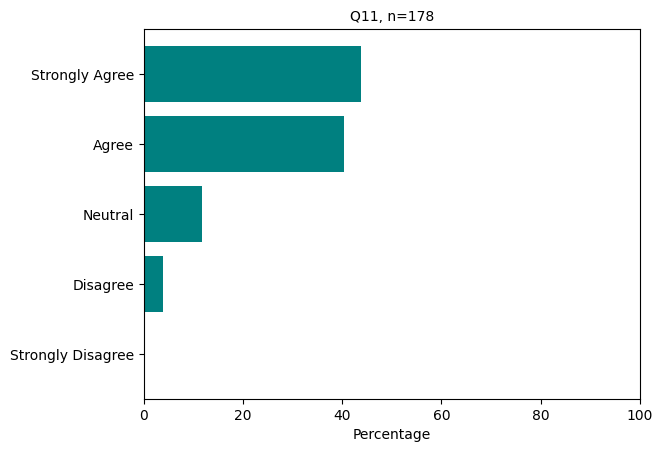 Q11, n=178
Strongly Agree
Agree
Neutral
Disagree
Strongly Disagree
0 20 40 60 80 100
Percentage